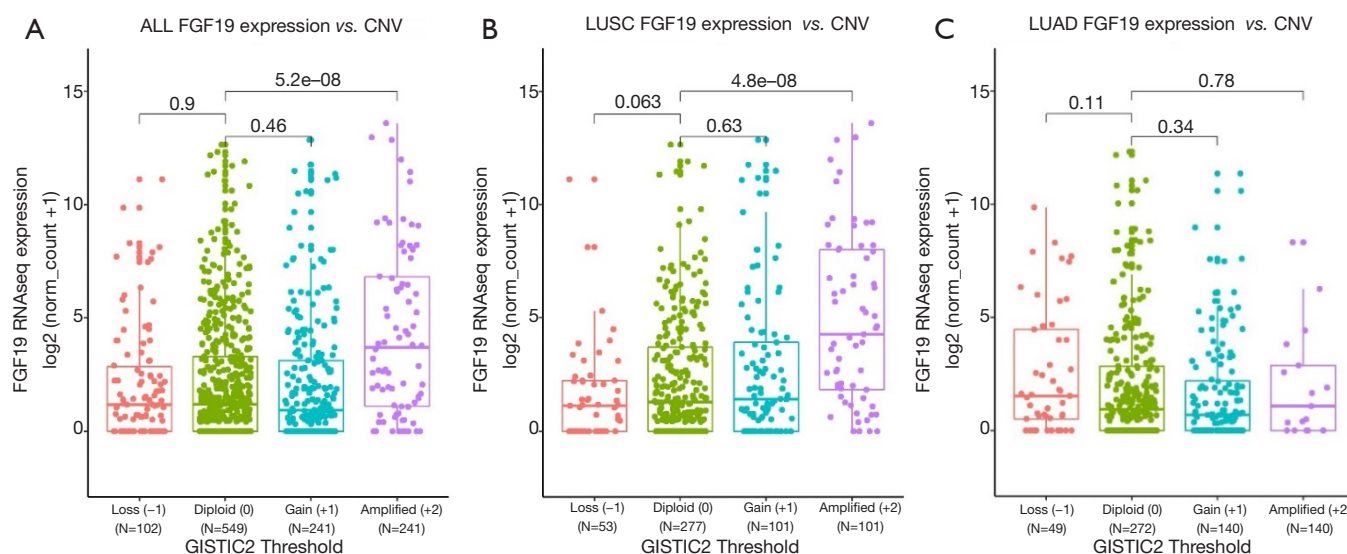 A
ALL FGF19 expression vs. CNV
FGF19 RNAseq expression
log2 (norm_count +1)
15
10
5
0
0.9
5.2e–08
0.46
Loss (–1)
(N=102)
Diploid (0)
(N=549)
Gain (+1)
(N=241)
Amplified (+2)
(N=241)
GISTIC2 Threshold
B
LUSC FGF19 expression vs. CNV
FGF19 RNAseq expression
log2 (norm_count +1)
15
10
5
0
0.063
4.8e–08
0.63
Loss (–1)
(N=53)
Diploid (0)
(N=277)
Gain (+1)
(N=101)
Amplified (+2)
(N=101)
GISTIC2 Threshold
C
LUAD FGF19 expression vs. CNV
FGF19 RNAseq expression
log2 (norm_count +1)
15
10
5
0
0.11
0.78
0.34
Loss (–1)
(N=49)
Diploid (0)
(N=272)
Gain (+1)
(N=140)
Amplified (+2)
(N=140)
GISTIC2 Threshold